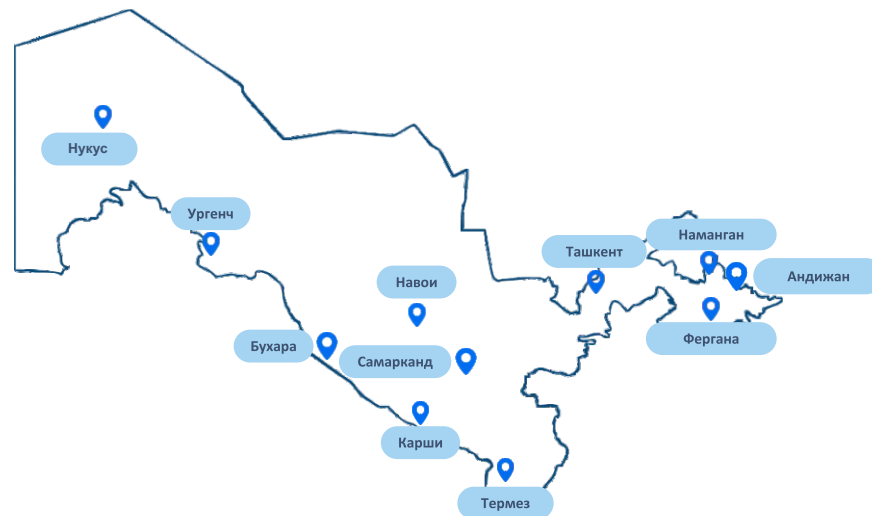 Нукус
Ургенч
Наманган
Ташкент
Андижан
Навои
Фергана
Бухара
Самарканд
Карши
Термез